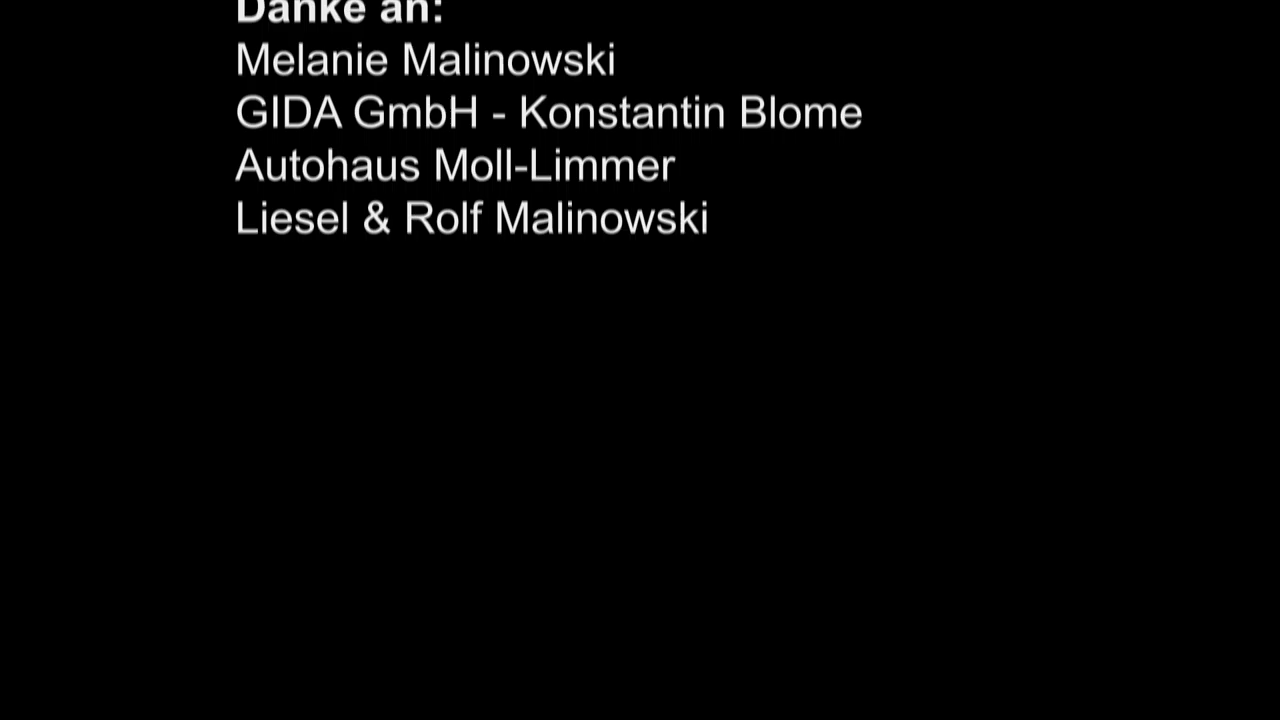 Danke an:
Melanie Malinowski
GIDA GmbH - Konstantin Blome
Autohaus Moll-Limmer
Liesel & Rolf Malinowski